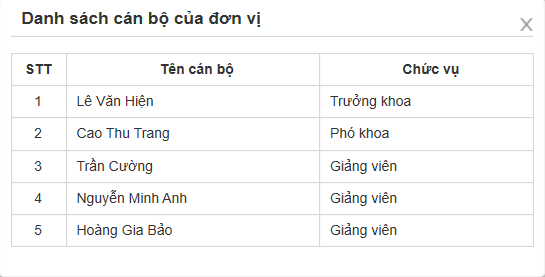 Danh sách cán bộ của đơn vị
STT Tên cán bộ Chức vụ
1 Lê Văn Hiện Trưởng khoa
2 Cao Thu Trang Phó khoa
3 Trần Cường Giảng viên
4 Nguyễn Minh Anh Giảng viên
5 Hoàng Gia Bảo Giảng viên